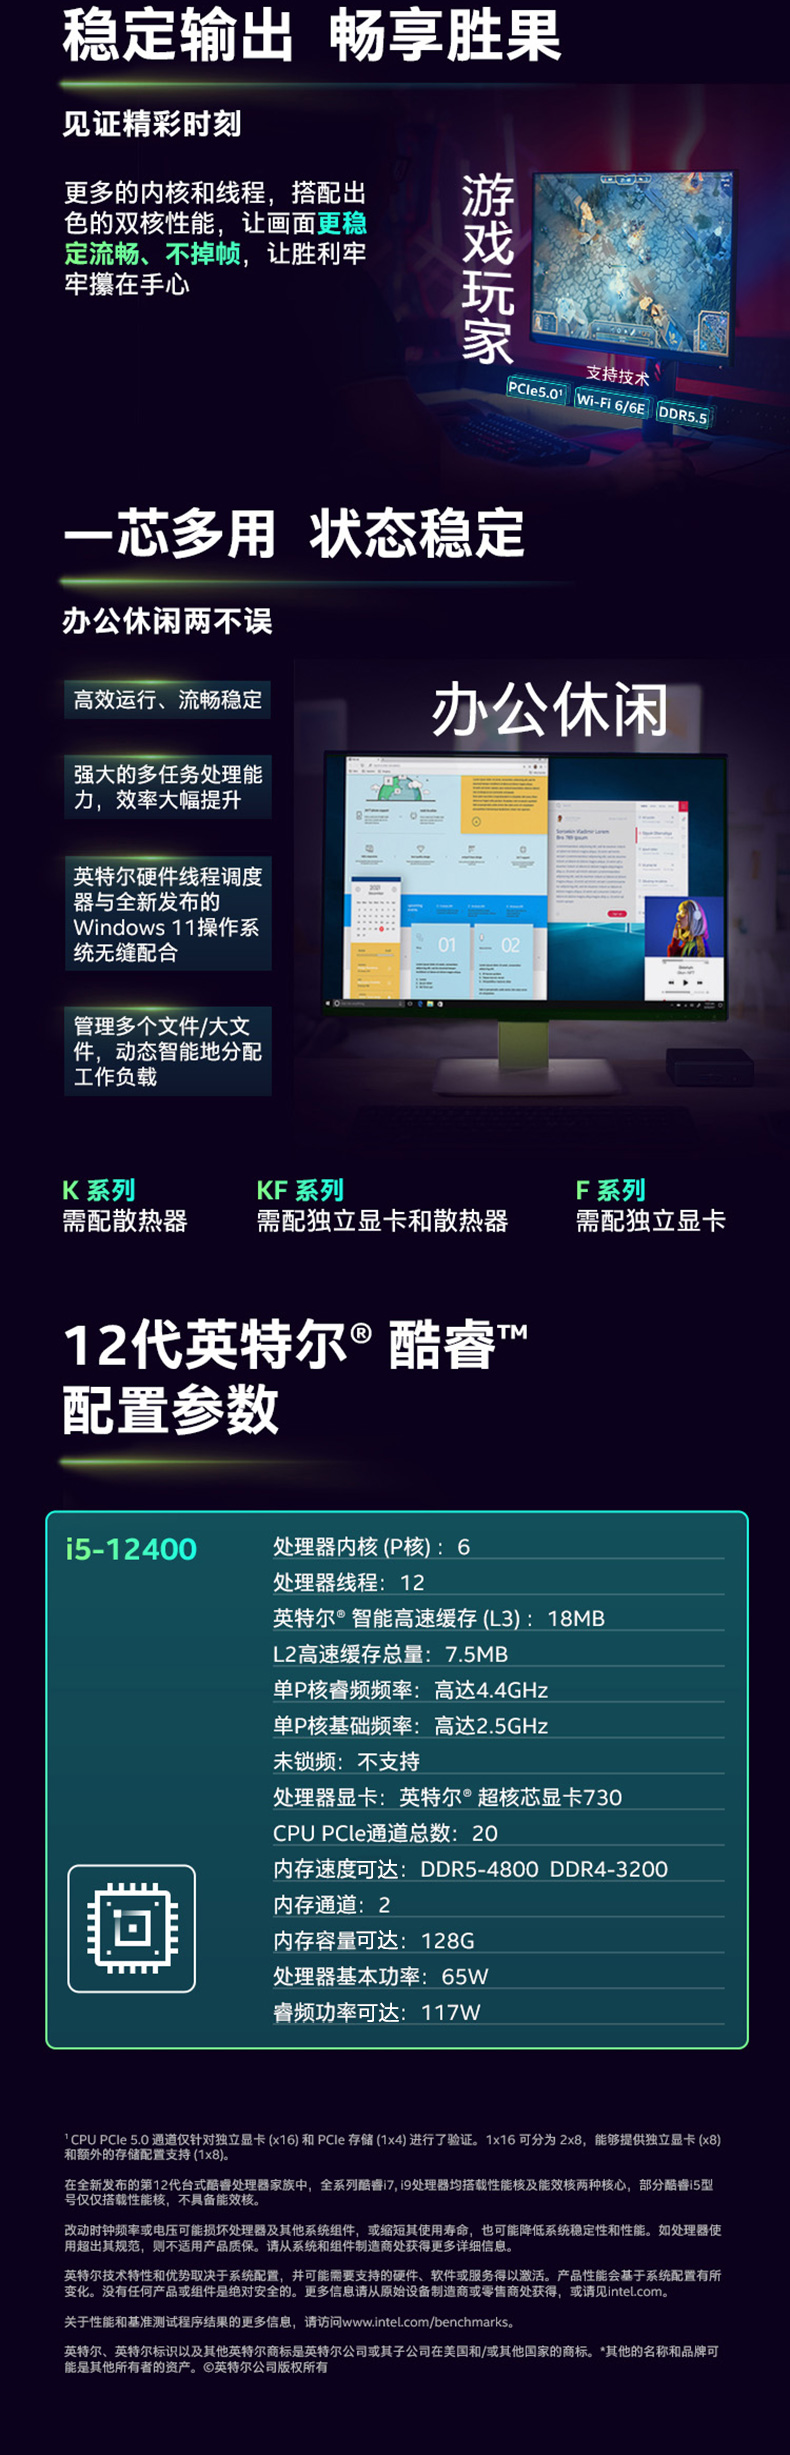 稳定输出 畅享胜果
见证精彩时刻
更多的内核和线程，搭配出
色的双核性能，让画面更稳
定流畅、不掉帧，让胜利牢
牢攥在手心
游戏玩家
支持技术
PCIe5.0¹
Wi-Fi 6/6E
DDR5.5
一芯多用 状态稳定
办公休闲两不误
办公休闲
高效运行、流畅稳定
强大的多任务处理能
力，效率大幅提升
英特尔硬件线程调度
器与全新发布的
Windows 11操作系
统无缝配合
管理多个文件/大文
件，动态智能地分配
工作负载
01
02
K 系列
需配散热器
KF 系列
需配独立显卡和散热器
F 系列
需配独立显卡
12代英特尔® 酷睿™
配置参数
i5-12400
处理器内核 (P核)：6
处理器线程：12
英特尔® 智能高速缓存 (L3)：18MB
L2高速缓存总量：7.5MB
单P核睿频频率：高达4.4GHz
单P核基础频率：高达2.5GHz
未锁频：不支持
处理器显卡：英特尔® 超核芯显卡730
CPU PCIe通道总数：20
内存速度可达：DDR5-4800 DDR4-3200
内存通道：2
内存容量可达：128G
处理器基本功率：65W
睿频功率可达：117W
¹ CPU PCIe 5.0 通道仅针对独立显卡 (x16) 和 PCIe 存储 (1x4) 进行了验证。1x16 可分为 2x8，能够提供独立显卡 (x8)
和额外的存储配置支持 (1x8)。
在全新发布的第12代台式酷睿处理器家族中，全系列酷睿i7, i9处理器均搭载性能核及能效核两种核心，部分酷睿i5型
号仅仅搭载性能核，不具备能效核。
改动时钟频率或电压可能损坏处理器及其他系统组件，或缩短其使用寿命，也可能降低系统稳定性和性能。如处理器使
用超出其规范，则不适用产品质保。请从系统和组件制造商处获得更多详细信息。
英特尔技术特性和优势取决于系统配置，并可能需要支持的硬件、软件或服务得以激活。产品性能会基于系统配置有所
变化。没有任何产品或组件是绝对安全的。更多信息请从原始设备制造商或零售商处获得，或请见intel.com。
关于性能和基准测试程序结果的更多信息，请访问www.intel.com/benchmarks。
英特尔、英特尔标识以及其他英特尔商标是英特尔公司或其子公司在美国和/或其他国家的商标。*其他的名称和品牌可
能是其他所有者的资产。©英特尔公司版权所有